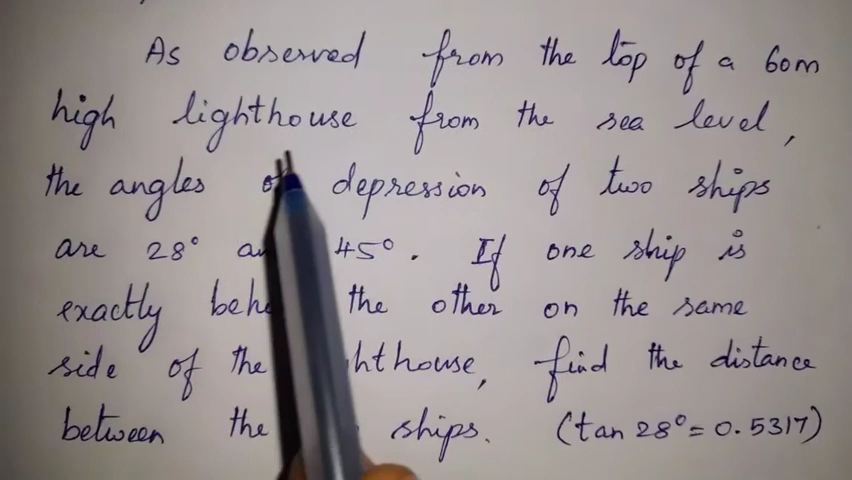 As observed from the top of a 60m
high lighthouse from the sea level,
the angles of depression of two ships
are 28° 45°. If one ship is
exactly the other on the same
side of the find the distance
between the ships. (tan 28° = 0.5317)